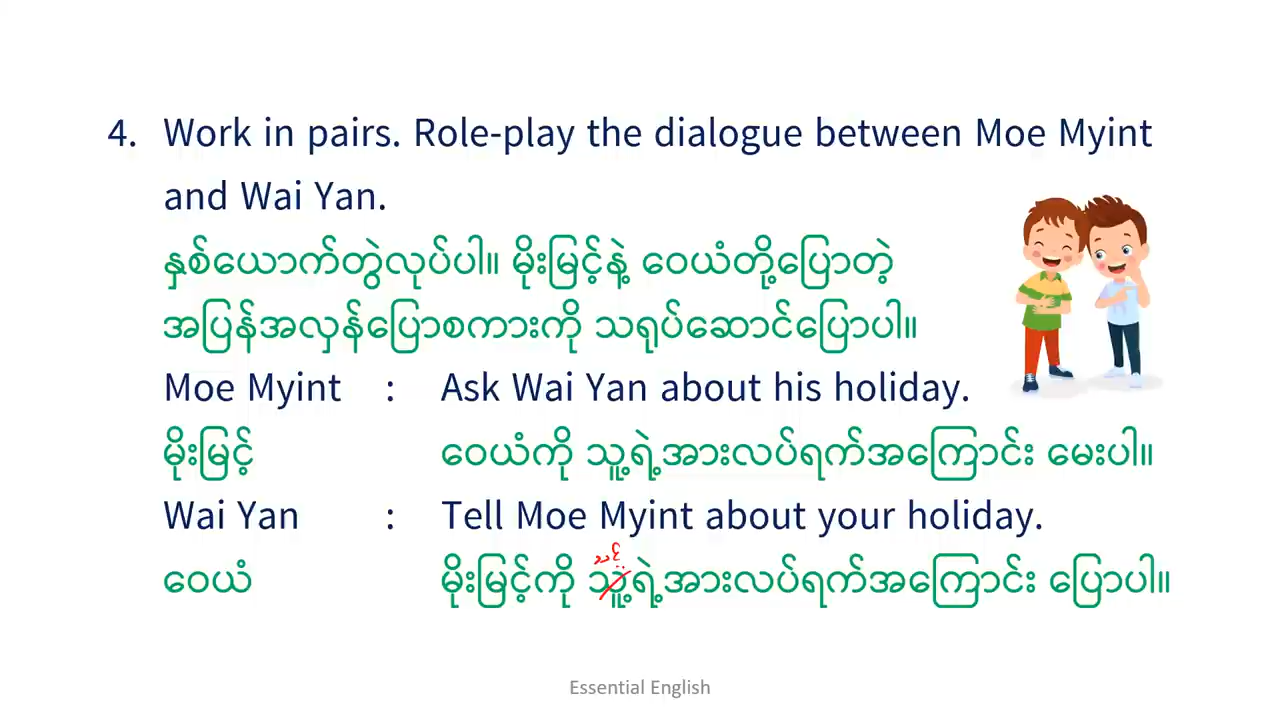 4. Work in pairs. Role-play the dialogue between Moe Myint
and Wai Yan.
နှစ်ယောက်တွဲလုပ်ပါ။ မိုးမြင့်နဲ့ ဝေယံတို့ပြောတဲ့
အပြန်အလှန်ပြောစကားကို သရုပ်ဆောင်ပြောပါ။
Moe Myint : Ask Wai Yan about his holiday.
မိုးမြင့် ဝေယံကို သူ့ရဲ့အားလပ်ရက်အကြောင်း မေးပါ။
Wai Yan : Tell Moe Myint about your holiday.
သင့်
ဝေယံ မိုးမြင့်ကို သူ့ရဲ့အားလပ်ရက်အကြောင်း ပြောပါ။
Essential English